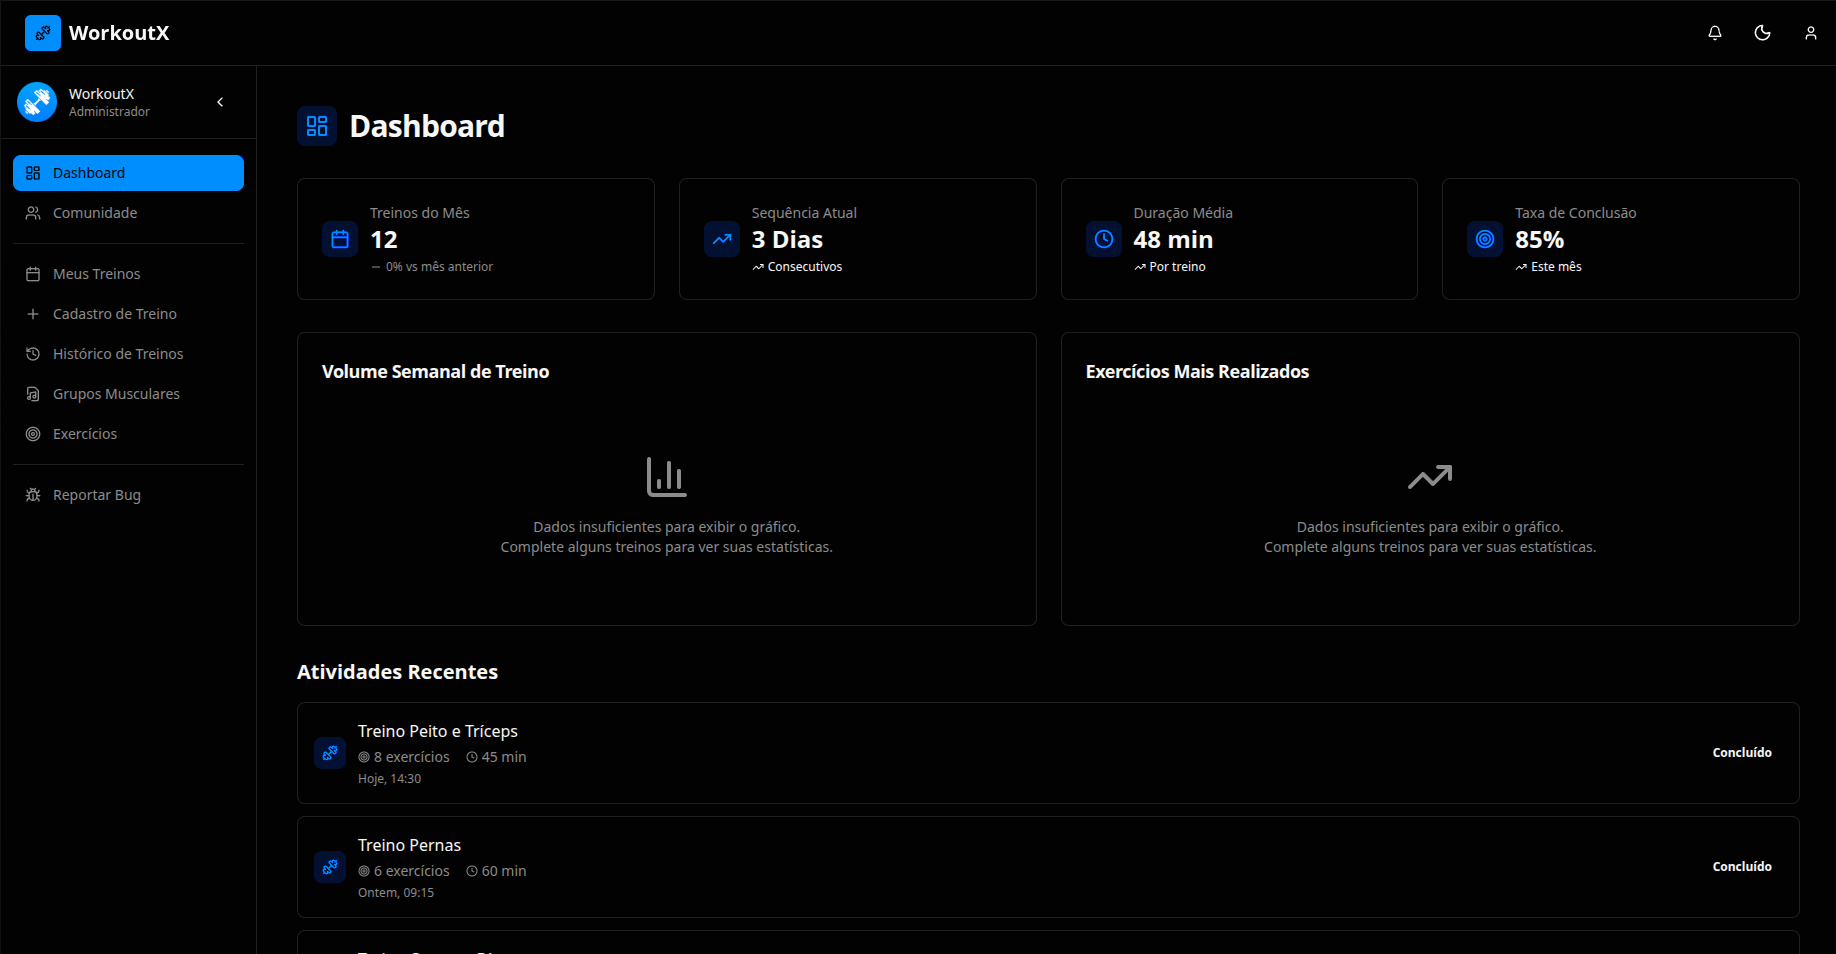 WorkoutX
WorkoutX
Administrador
Dashboard
Comunidade
Meus Treinos
Cadastro de Treino
Histórico de Treinos
Grupos Musculares
Exercícios
Reportar Bug
Dashboard
Treinos do Mês
12
0% vs mês anterior
Sequência Atual
3 Dias
Consecutivos
Duração Média
48 min
Por treino
Taxa de Conclusão
85%
Este mês
Volume Semanal de Treino
Dados insuficientes para exibir o gráfico.
Complete alguns treinos para ver suas estatísticas.
Exercícios Mais Realizados
Dados insuficientes para exibir o gráfico.
Complete alguns treinos para ver suas estatísticas.
Atividades Recentes
Treino Peito e Tríceps
8 exercícios 45 min
Hoje, 14:30
Concluído
Treino Pernas
6 exercícios 60 min
Ontem, 09:15
Concluído